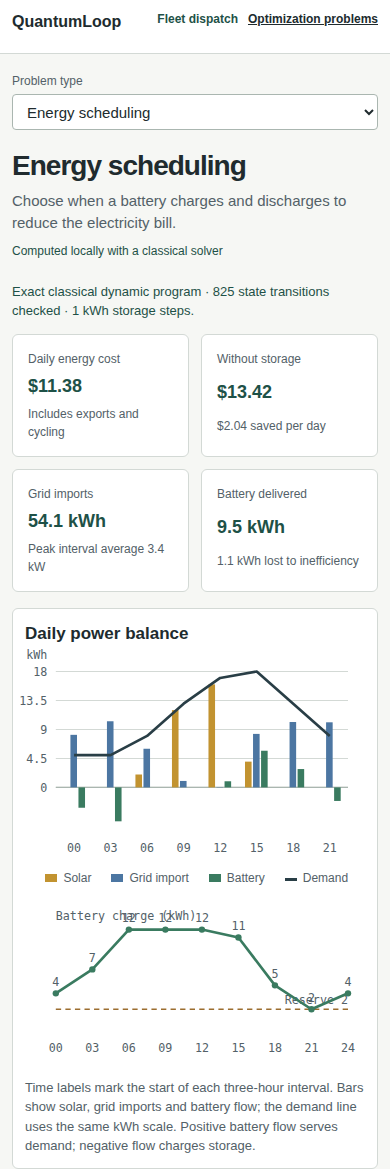 QuantumLoop
Fleet dispatch Optimization problems
Problem type
Energy scheduling
Energy scheduling
Choose when a battery charges and discharges to
reduce the electricity bill.
Computed locally with a classical solver
Exact classical dynamic program · 825 state transitions
checked · 1 kWh storage steps.
Daily energy cost
$11.38
Includes exports and
cycling
Without storage
$13.42
$2.04 saved per day
Grid imports
54.1 kWh
Peak interval average 3.4
kW
Battery delivered
9.5 kWh
1.1 kWh lost to inefficiency
Daily power balance
kWh
18
13.5
9
4.5
0
00 03 06 09 12 15 18 21
Solar Grid import Battery Demand
Battery charge (kWh)
4 7 12 12 12 11 5 2 4
Reserve 2
00 03 06 09 12 15 18 21 24
Time labels mark the start of each three-hour interval. Bars
show solar, grid imports and battery flow; the demand line
uses the same kWh scale. Positive battery flow serves
demand; negative flow charges storage.